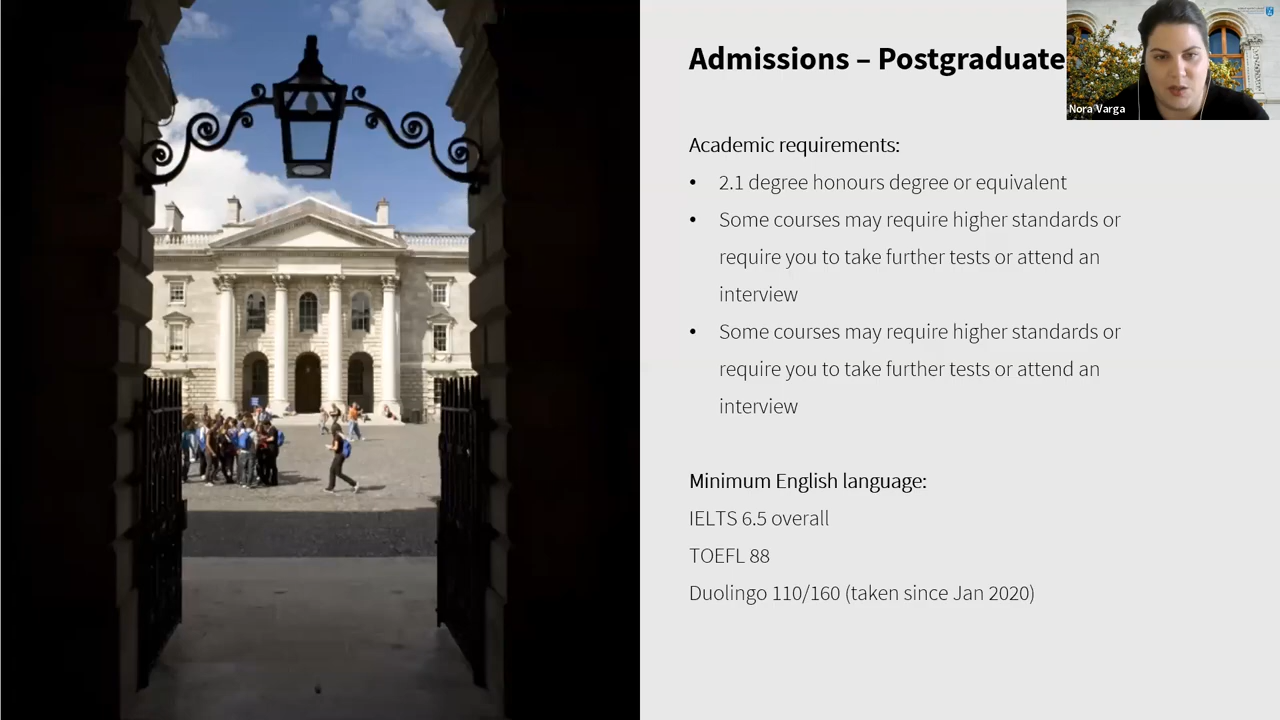 Admissions – Postgraduate
Nora Varga
Academic requirements:
• 2.1 degree honours degree or equivalent
• Some courses may require higher standards or
require you to take further tests or attend an
interview
• Some courses may require higher standards or
require you to take further tests or attend an
interview
Minimum English language:
IELTS 6.5 overall
TOEFL 88
Duolingo 110/160 (taken since Jan 2020)